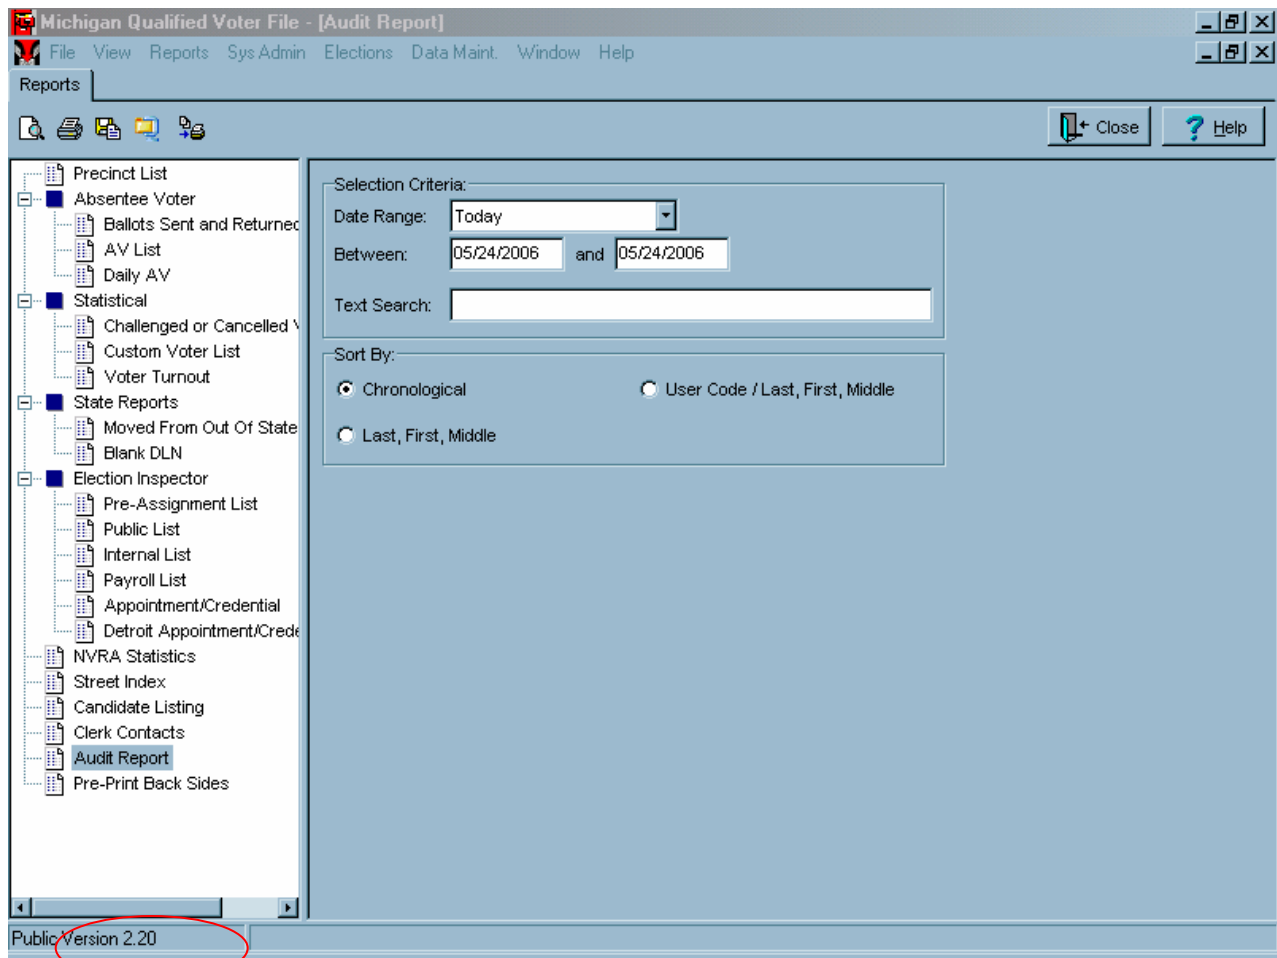 Michigan Qualified Voter File - [Audit Report]
File View Reports Sys Admin Elections Data Maint. Window Help
Reports
Close Help
Precinct List
Absentee Voter
Ballots Sent and Returned
AV List
Daily AV
Statistical
Challenged or Cancelled V
Custom Voter List
Voter Turnout
State Reports
Moved From Out Of State
Blank DLN
Election Inspector
Pre-Assignment List
Public List
Internal List
Payroll List
Appointment/Credential
Detroit Appointment/Crede
NVRA Statistics
Street Index
Candidate Listing
Clerk Contacts
Audit Report
Pre-Print Back Sides
Selection Criteria:
Date Range: Today
Between: 05/24/2006 and 05/24/2006
Text Search:
Sort By:
Chronological User Code / Last, First, Middle
Last, First, Middle
Public Version 2.20